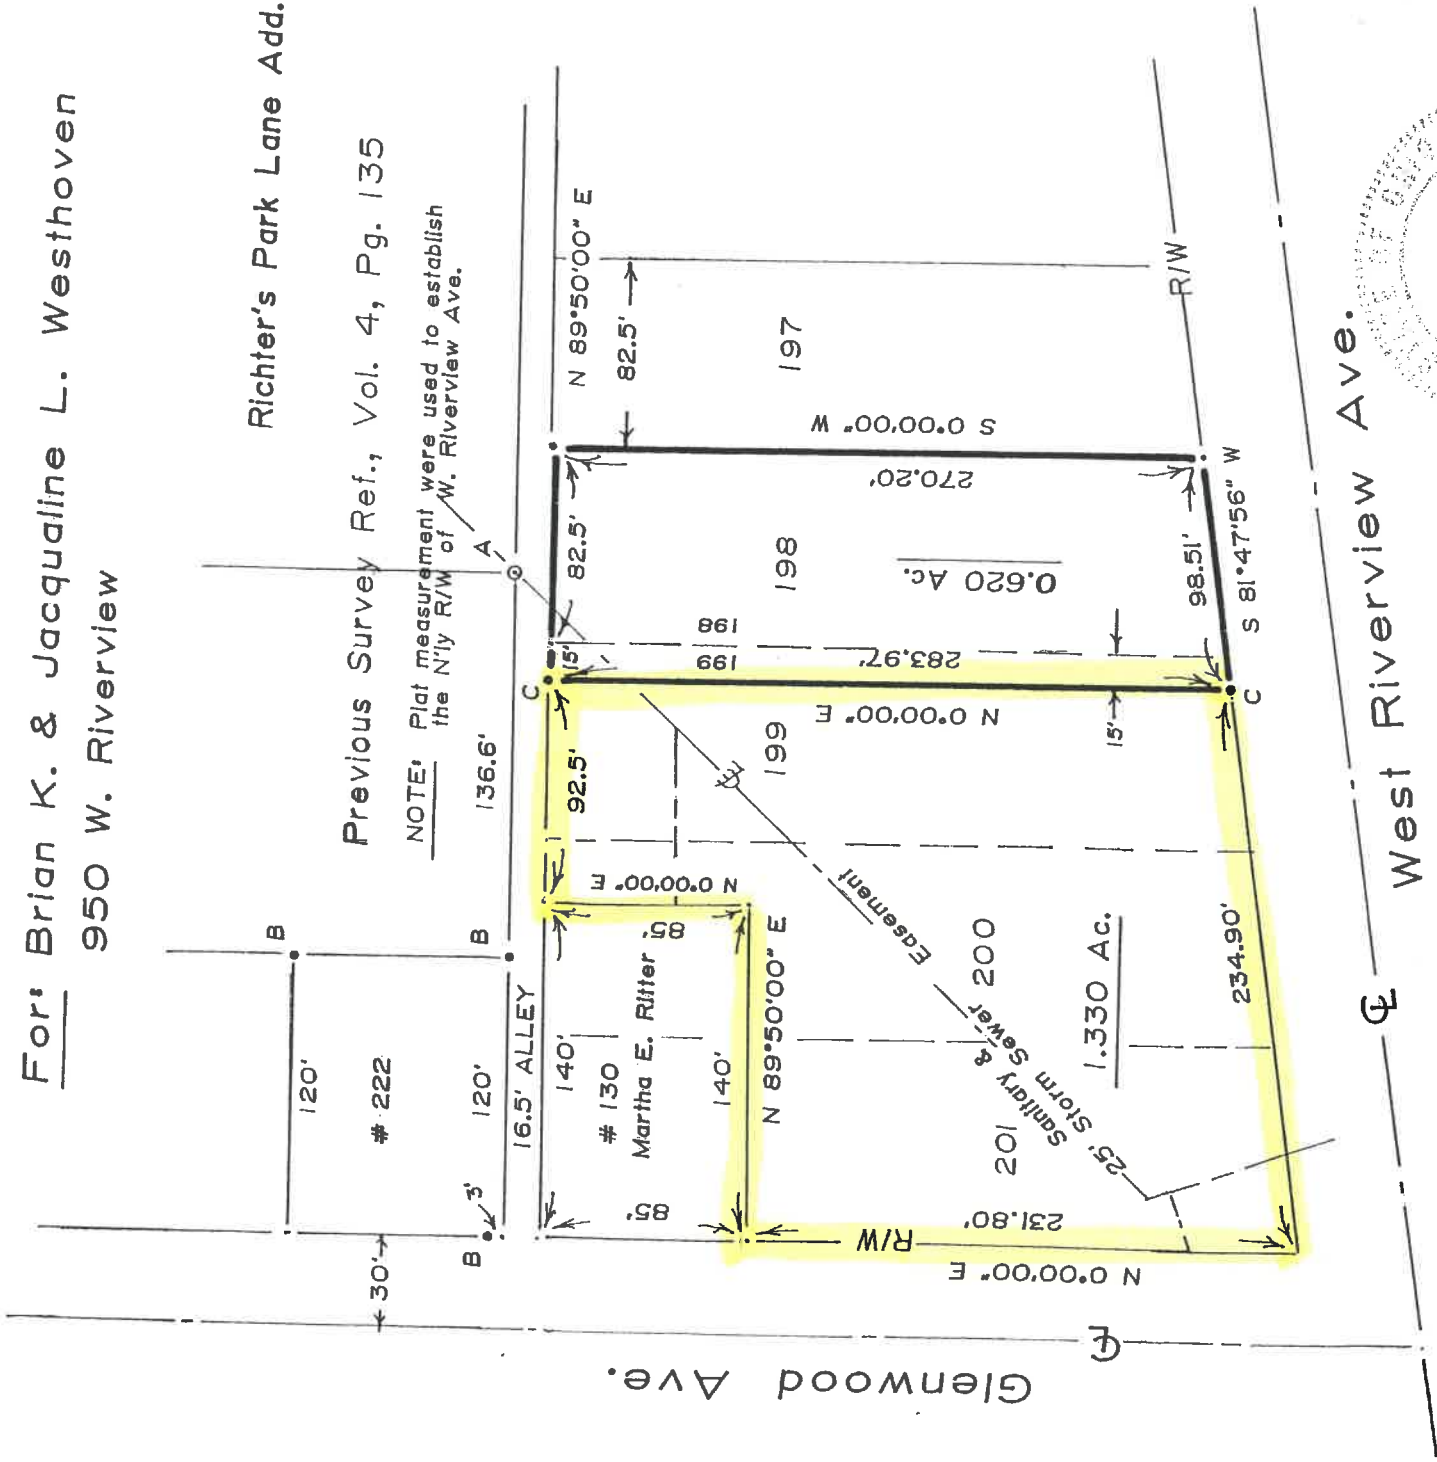 For: Brian K. & Jacqualine L. Westhoven
950 W. Riverview
Richter's Park Lane Add.
Previous Survey Ref., Vol. 4, Pg. 135
NOTE: Plat measurement were used to establish
the N'ly R/W of W. Riverview Ave.
A
B
120'
# 222
B
120'
B
3'
30'
136.6'
16.5' ALLEY
N 89°50'00" E
82.5'
197
S 0°00'00" W
270.20'
82.5'
198
0.620 Ac.
98.51'
S 81°47'56" W
R/W
15'
198
199
283.97'
C
N 0°00'00" E
15'
C
92.5'
199
N 0°00'00" E
85'
140'
# 130
Martha E. Ritter
140'
85'
N 89°50'00" E
Sanitary &
25' Storm Sewer Easement
200
201
1.330 Ac.
234.90'
231.80'
R/W
N 0°00'00" E
Glenwood Ave.
West Riverview Ave.